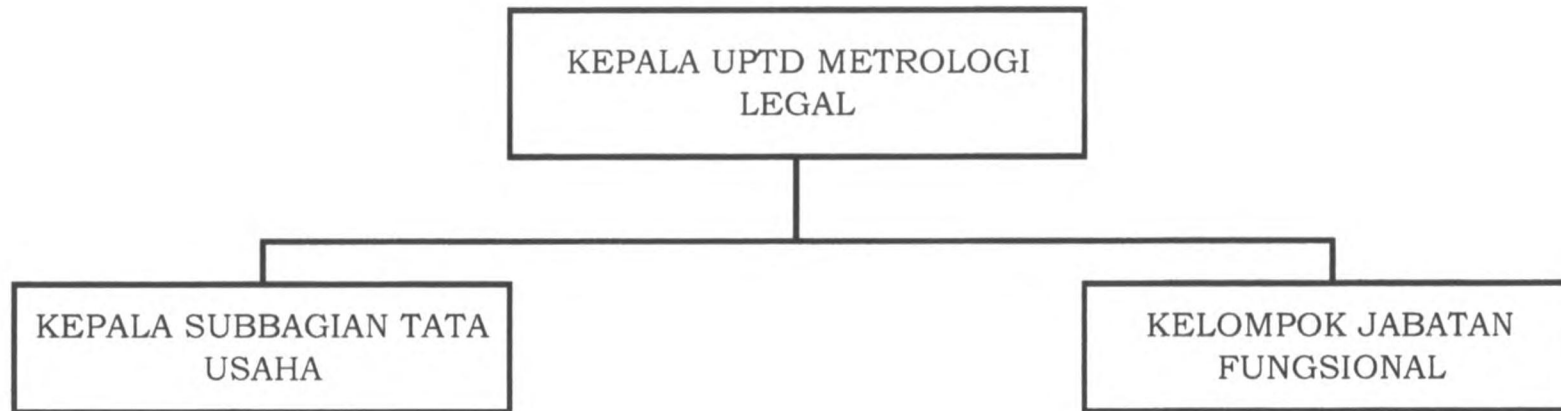 KEPALA UPTD METROLOGI
LEGAL
KEPALA SUBBAGIAN TATA
USAHA
KELOMPOK JABATAN
FUNGSIONAL